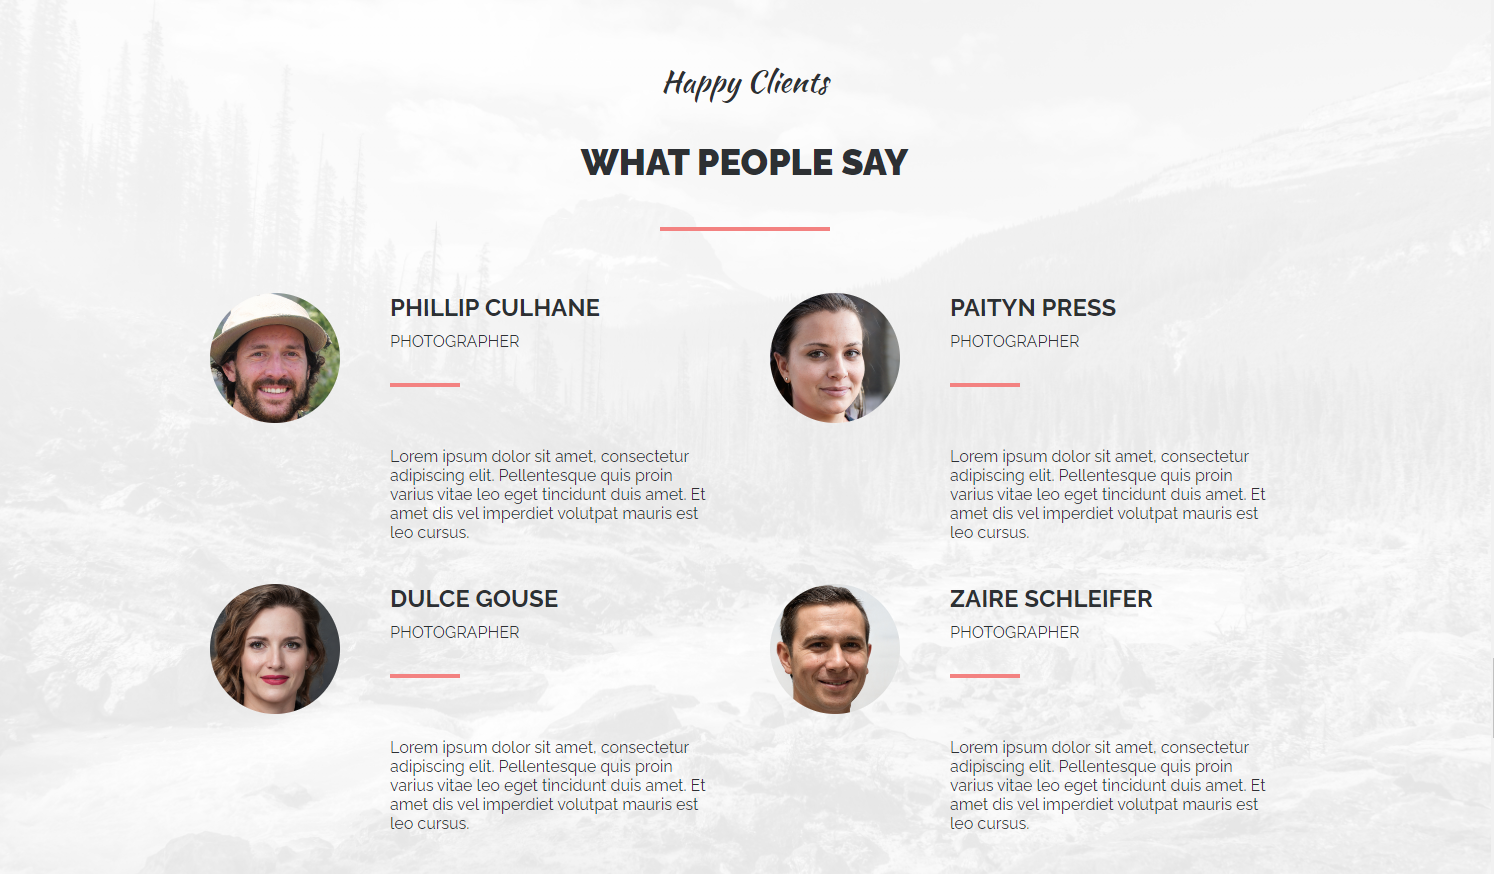 Happy Clients
WHAT PEOPLE SAY
PHILLIP CULHANE
PHOTOGRAPHER
Lorem ipsum dolor sit amet, consectetur
adipiscing elit. Pellentesque quis proin
varius vitae leo eget tincidunt duis amet. Et
amet dis vel imperdiet volutpat mauris est
leo cursus.
PAITYN PRESS
PHOTOGRAPHER
Lorem ipsum dolor sit amet, consectetur
adipiscing elit. Pellentesque quis proin
varius vitae leo eget tincidunt duis amet. Et
amet dis vel imperdiet volutpat mauris est
leo cursus.
DULCE GOUSE
PHOTOGRAPHER
Lorem ipsum dolor sit amet, consectetur
adipiscing elit. Pellentesque quis proin
varius vitae leo eget tincidunt duis amet. Et
amet dis vel imperdiet volutpat mauris est
leo cursus.
ZAIRE SCHLEIFER
PHOTOGRAPHER
Lorem ipsum dolor sit amet, consectetur
adipiscing elit. Pellentesque quis proin
varius vitae leo eget tincidunt duis amet. Et
amet dis vel imperdiet volutpat mauris est
leo cursus.